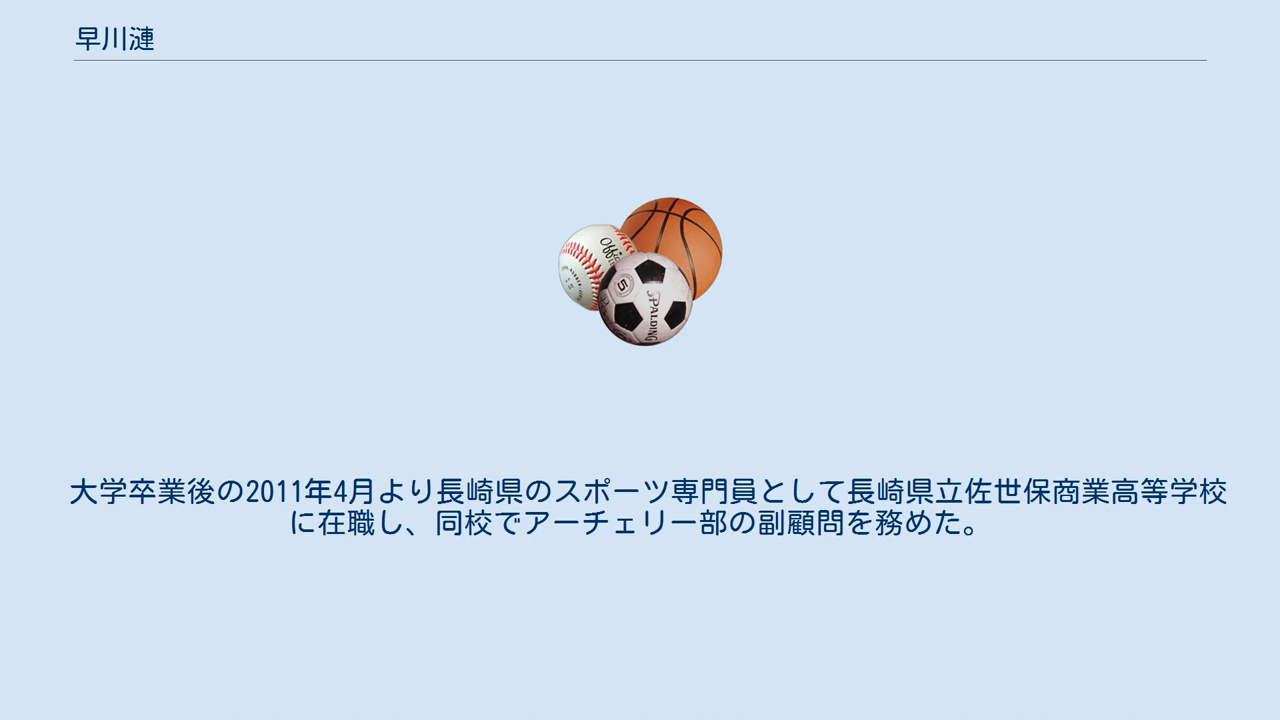 早川漣
Offi
5
SPALDING
大学卒業後の2011年4月より長崎県のスポーツ専門員として長崎県立佐世保商業高等学校
に在職し、同校でアーチェリー部の副顧問を務めた。